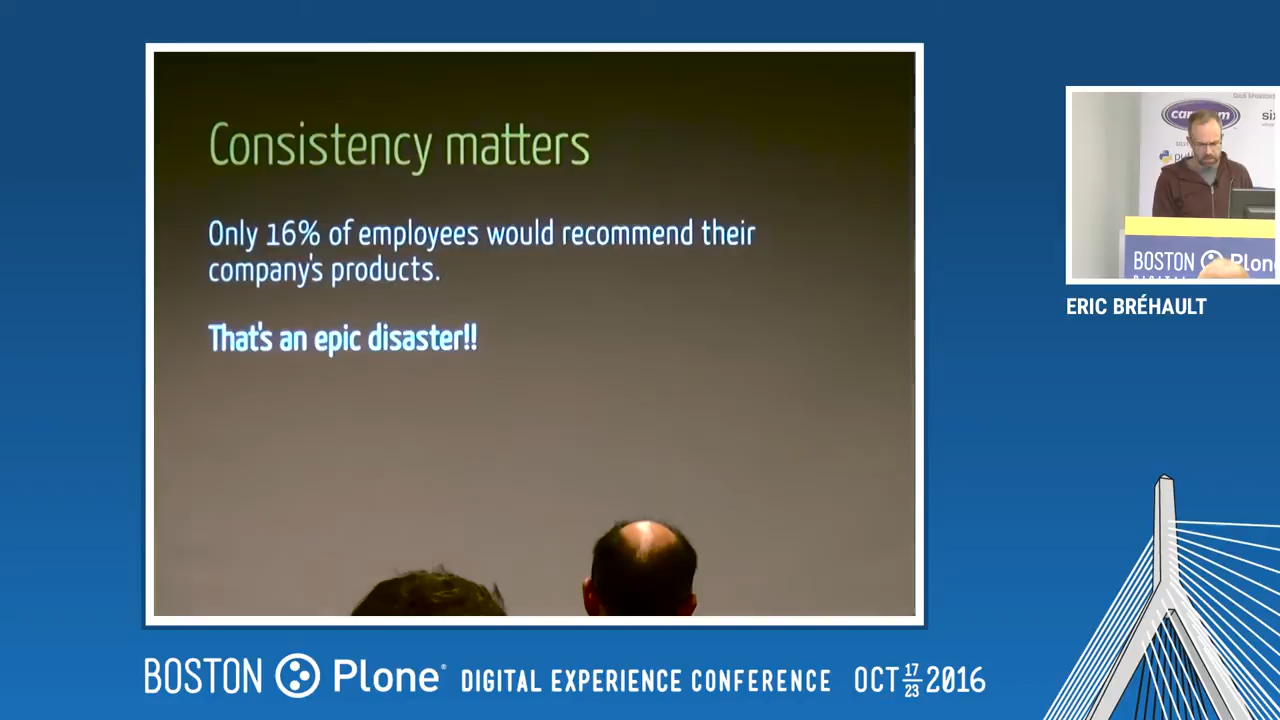 Consistency matters
Only 16% of employees would recommend their
company's products.
That's an epic disaster!!
BOSTON Plone
ERIC BRÉHAULT
BOSTON Plone® DIGITAL EXPERIENCE CONFERENCE OCT 17 23 2016